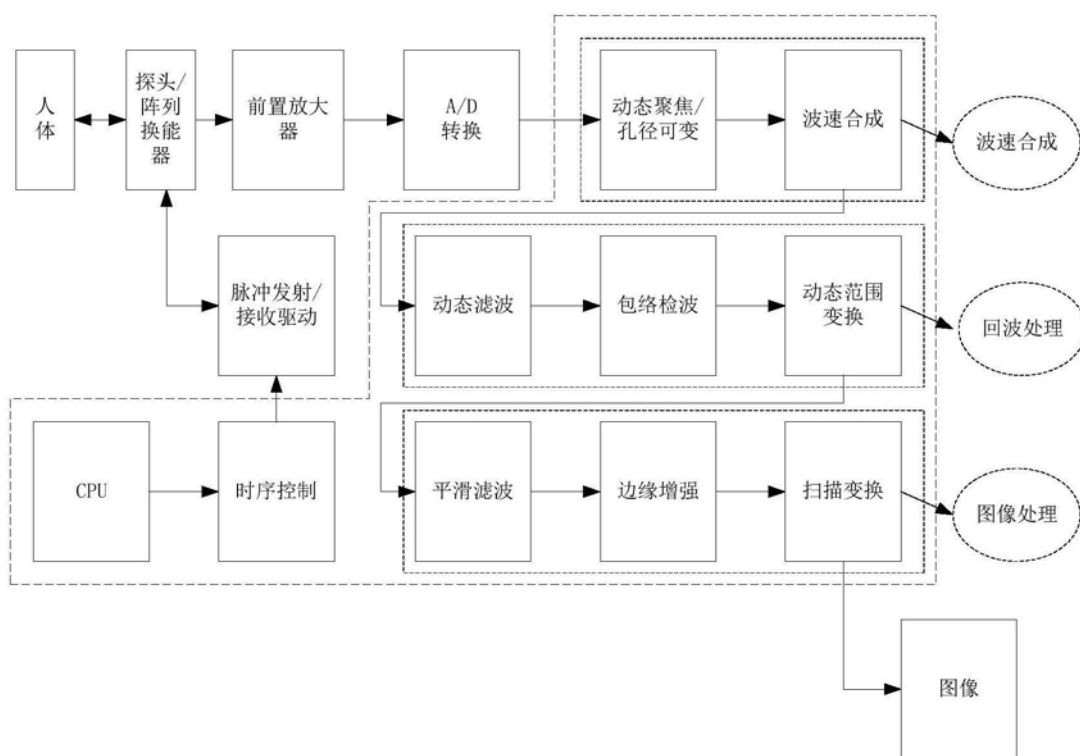 人
体
探头/
阵列
换能
器
前置放大
器
A/D
转换
动态聚焦/
孔径可变
波速合成
波速合成
脉冲发射/
接收驱动
动态滤波
包络检波
动态范围
变换
回波处理
CPU
时序控制
平滑滤波
边缘增强
扫描变换
图像处理
图像